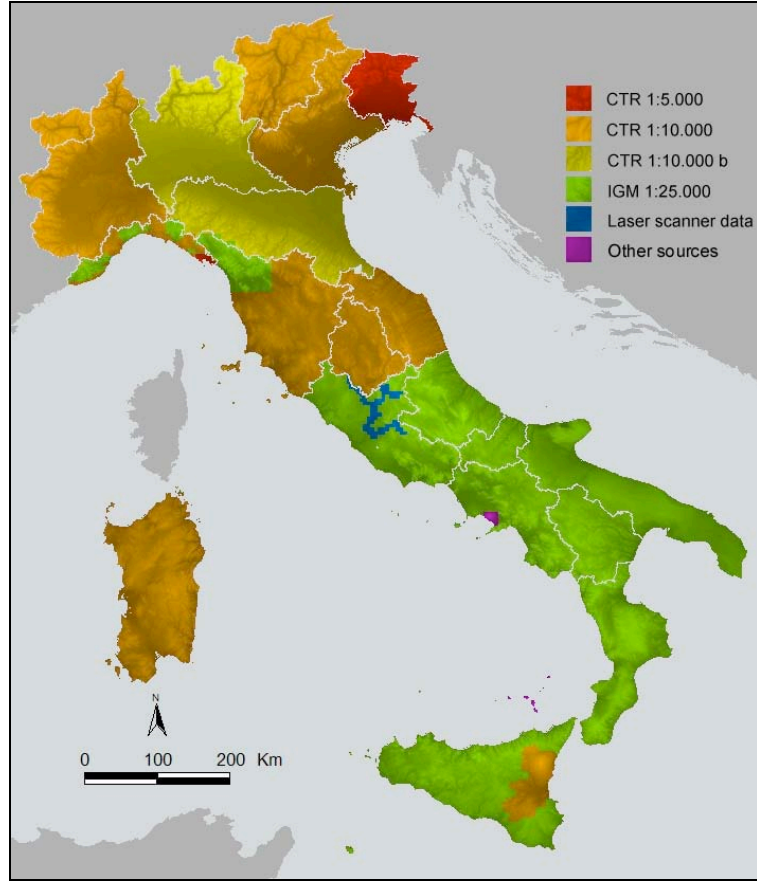 CTR 1:5.000
CTR 1:10.000
CTR 1:10.000 b
IGM 1:25.000
Laser scanner data
Other sources
N
0 100 200 Km